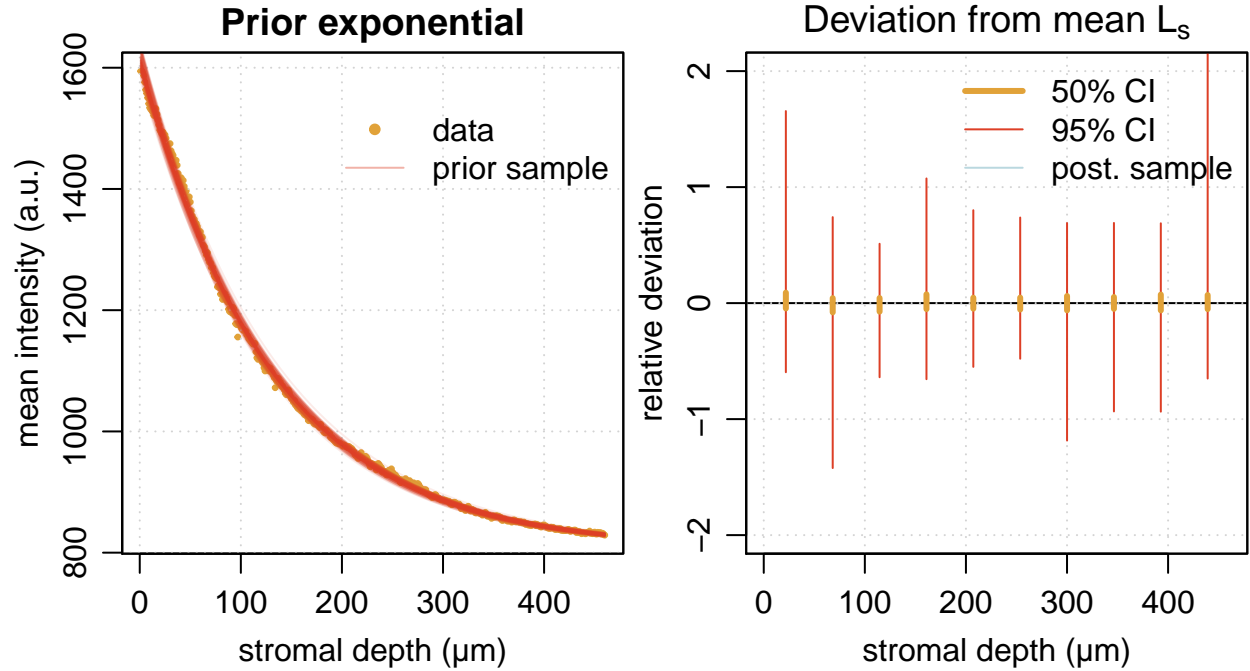 Prior exponential
mean intensity (a.u.)
1600
1400
1200
1000
800
data
prior sample
0
100
200
300
400
stromal depth (µm)
Deviation from mean Ls
relative deviation
2
1
0
−1
−2
50% CI
95% CI
post. sample
0
100
200
300
400
stromal depth (µm)